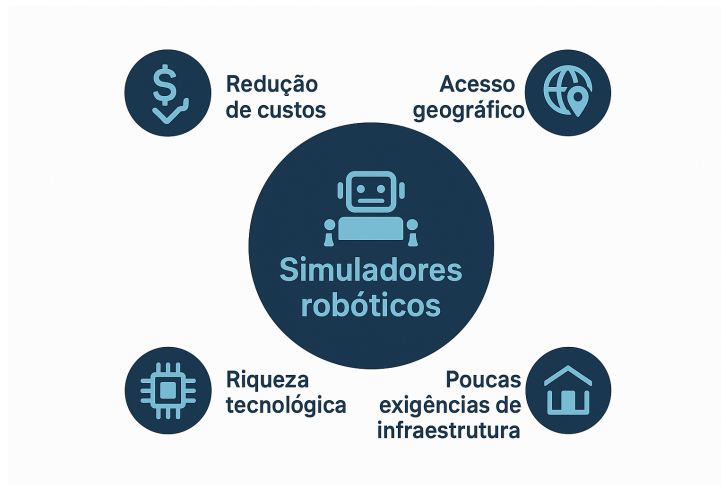 $
Redução
de custos
Acesso
geográfico
Simuladores
robóticos
Riqueza
tecnológica
Poucas
exigências de
infraestrutura